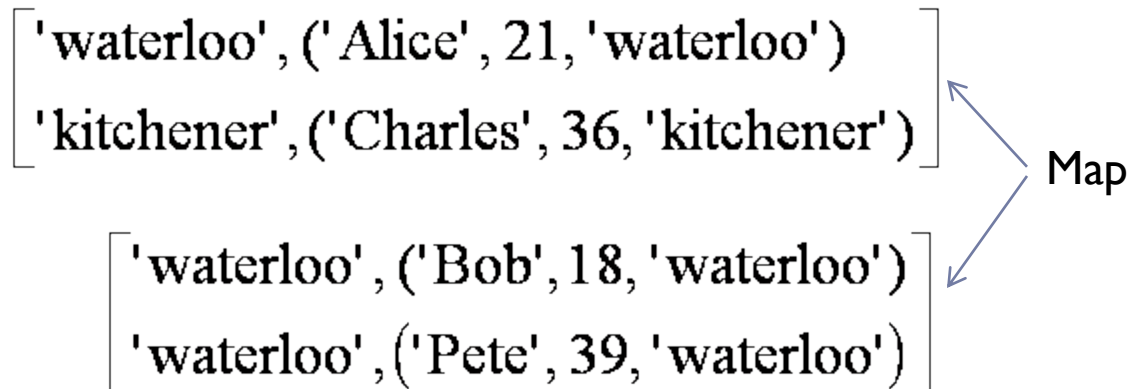 'waterloo', ('Alice', 21, 'waterloo')
'kitchener', ('Charles', 36, 'kitchener')
Map
'waterloo', ('Bob', 18, 'waterloo')
'waterloo', ('Pete', 39, 'waterloo')